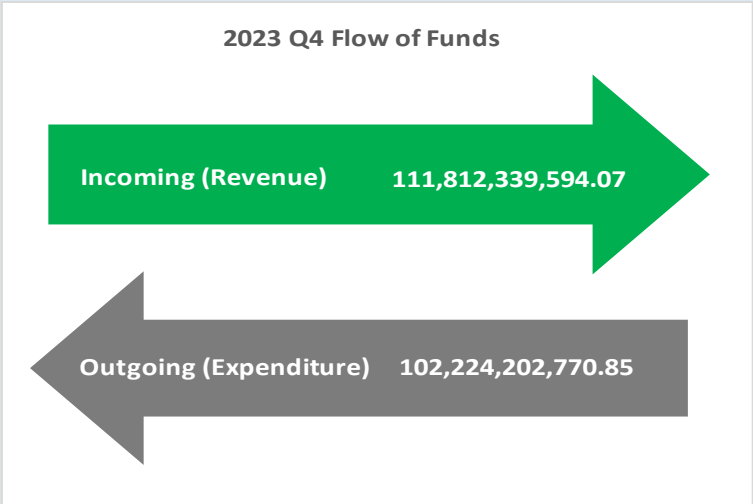 2023 Q4 Flow of Funds
Incoming (Revenue) 111,812,339,594.07
Outgoing (Expenditure) 102,224,202,770.85